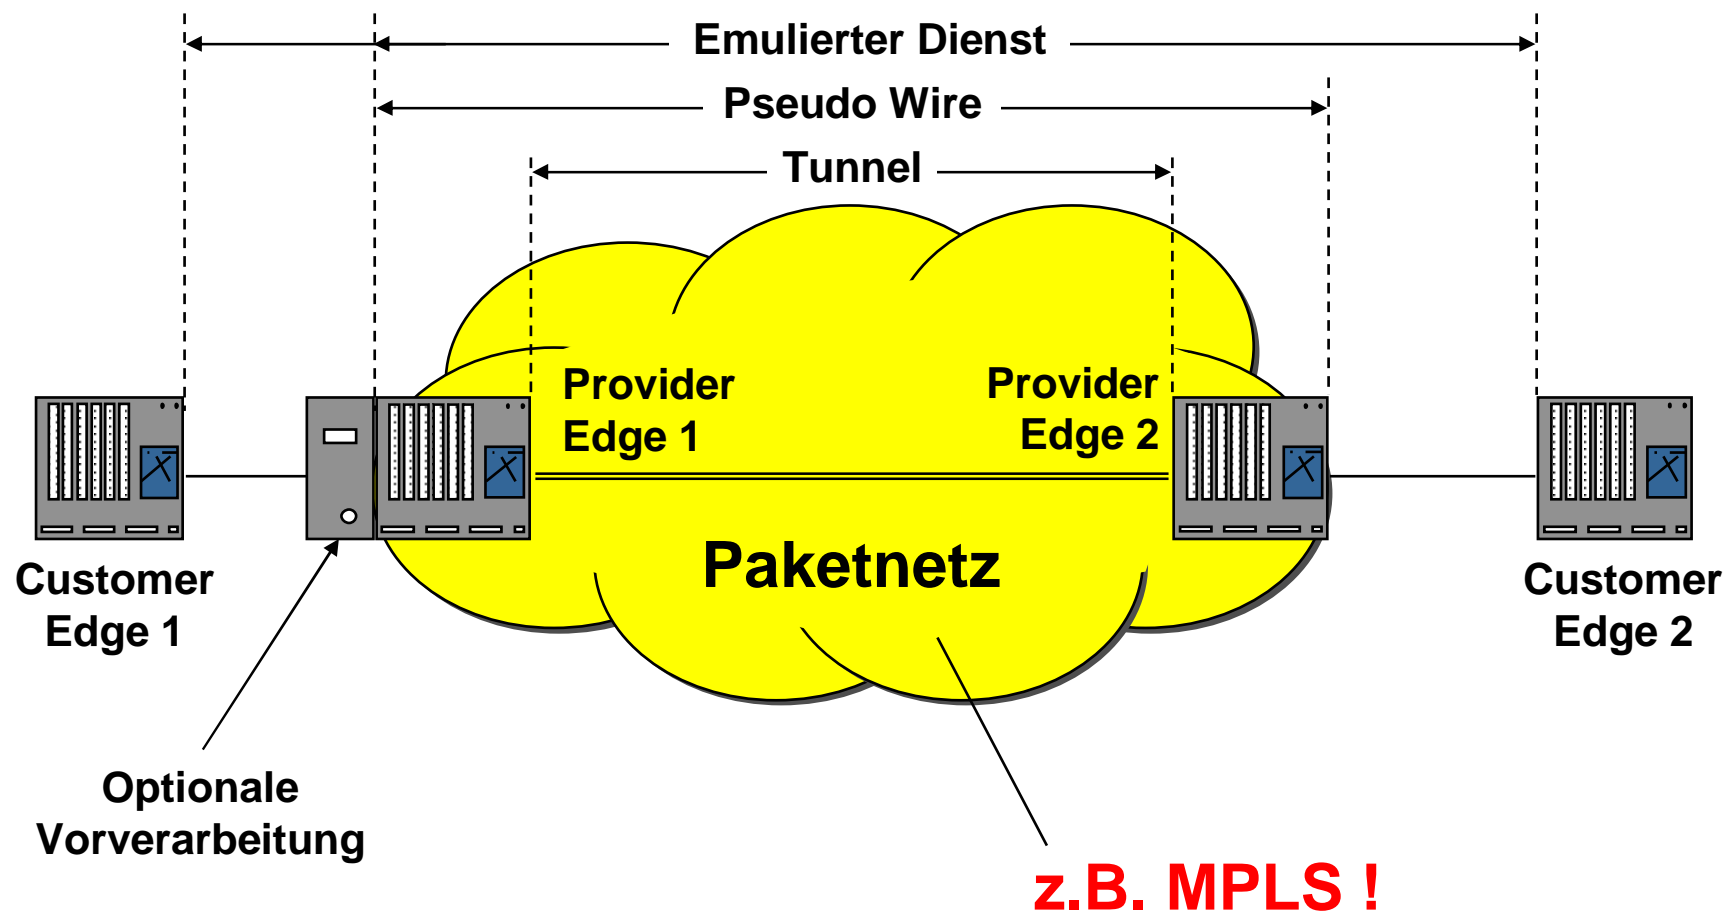 Emulierter Dienst
Pseudo Wire
Tunnel
Provider
Edge 1
Provider
Edge 2
Paketnetz
Customer
Edge 1
Customer
Edge 2
Optionale
Vorverarbeitung
z.B. MPLS !